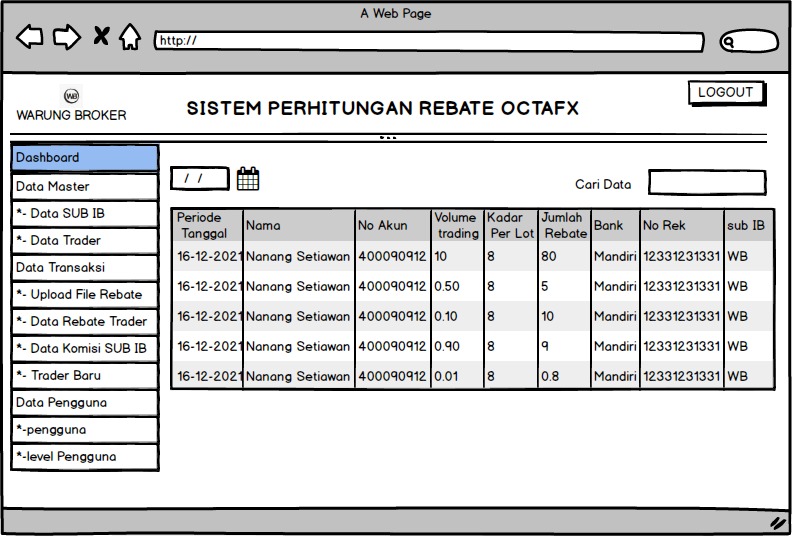 A Web Page
http://
WB
WARUNG BROKER
SISTEM PERHITUNGAN REBATE OCTAFX
LOGOUT
Dashboard
Data Master
*- Data SUB IB
*- Data Trader
Data Transaksi
*- Upload File Rebate
*- Data Rebate Trader
*- Data Komisi SUB IB
*- Trader Baru
Data Pengguna
*-pengguna
*-level Pengguna
/ /
Cari Data
Periode Tanggal Nama No Akun Volume trading Kadar Per Lot Jumlah Rebate Bank No Rek sub IB
16-12-2021 Nanang Setiawan 400090912 10 8 80 Mandiri 12331231331 WB
16-12-2021 Nanang Setiawan 400090912 0.50 8 5 Mandiri 12331231331 WB
16-12-2021 Nanang Setiawan 400090912 0.10 8 10 Mandiri 12331231331 WB
16-12-2021 Nanang Setiawan 400090912 0.90 8 9 Mandiri 12331231331 WB
16-12-2021 Nanang Setiawan 400090912 0.01 8 0.8 Mandiri 12331231331 WB